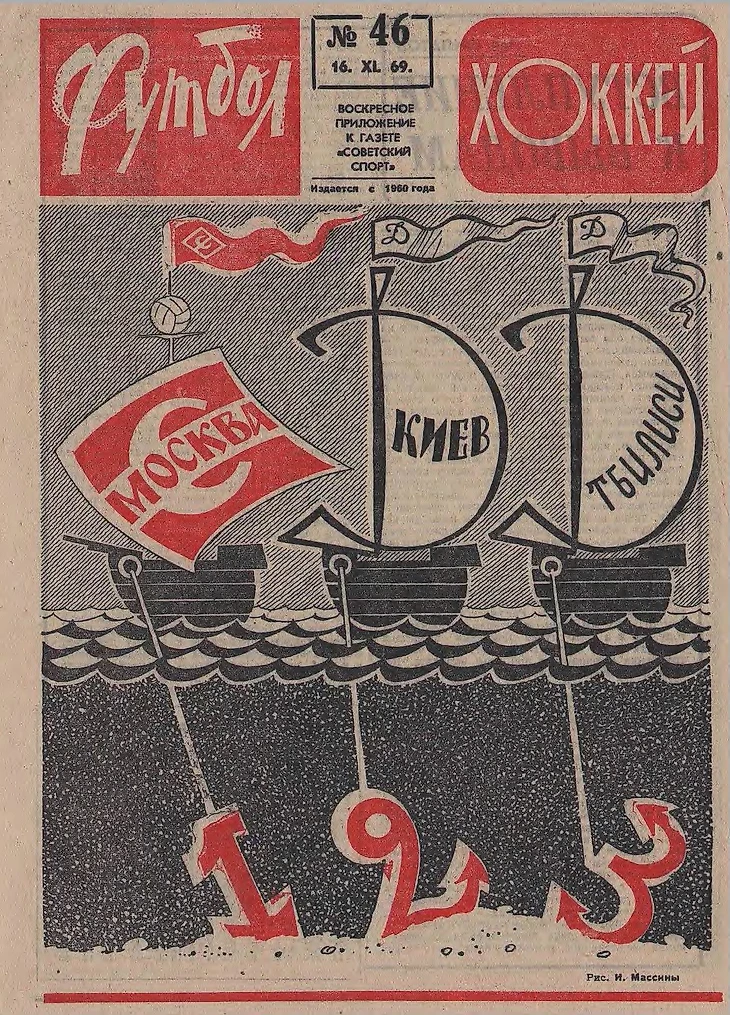 Футбол
№ 46
16. XI. 69.
ВОСКРЕСНОЕ
ПРИЛОЖЕНИЕ
К ГАЗЕТЕ
«СОВЕТСКИЙ
СПОРТ»
Издается с 1960 года
ХОККЕЙ
С
Д
Д
С
МОСКВА
КИЕВ
ТБИЛИСИ
1
2
3
Рис. И. Массины